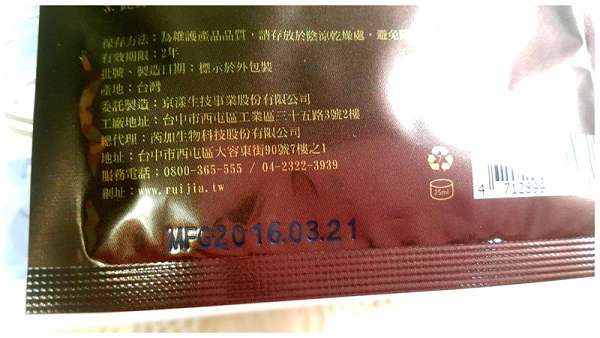 保存方法：為維護產品品質，請存放於陰涼乾燥處，避免
有效期限：2年
批號、製造日期：標示於外包裝
產地：台灣
委託製造：京漾生技事業股份有限公司
工廠地址：台中市西屯區工業區三十五路3號2樓
總代理：芮加生物科技股份有限公司
地址：台中市西屯區大容東街90號7樓之1
服務電話：0800-365-555 / 04-2322-3939
網址：www.ruijia.tw
25ml
4 712899
MFG2016.03.21